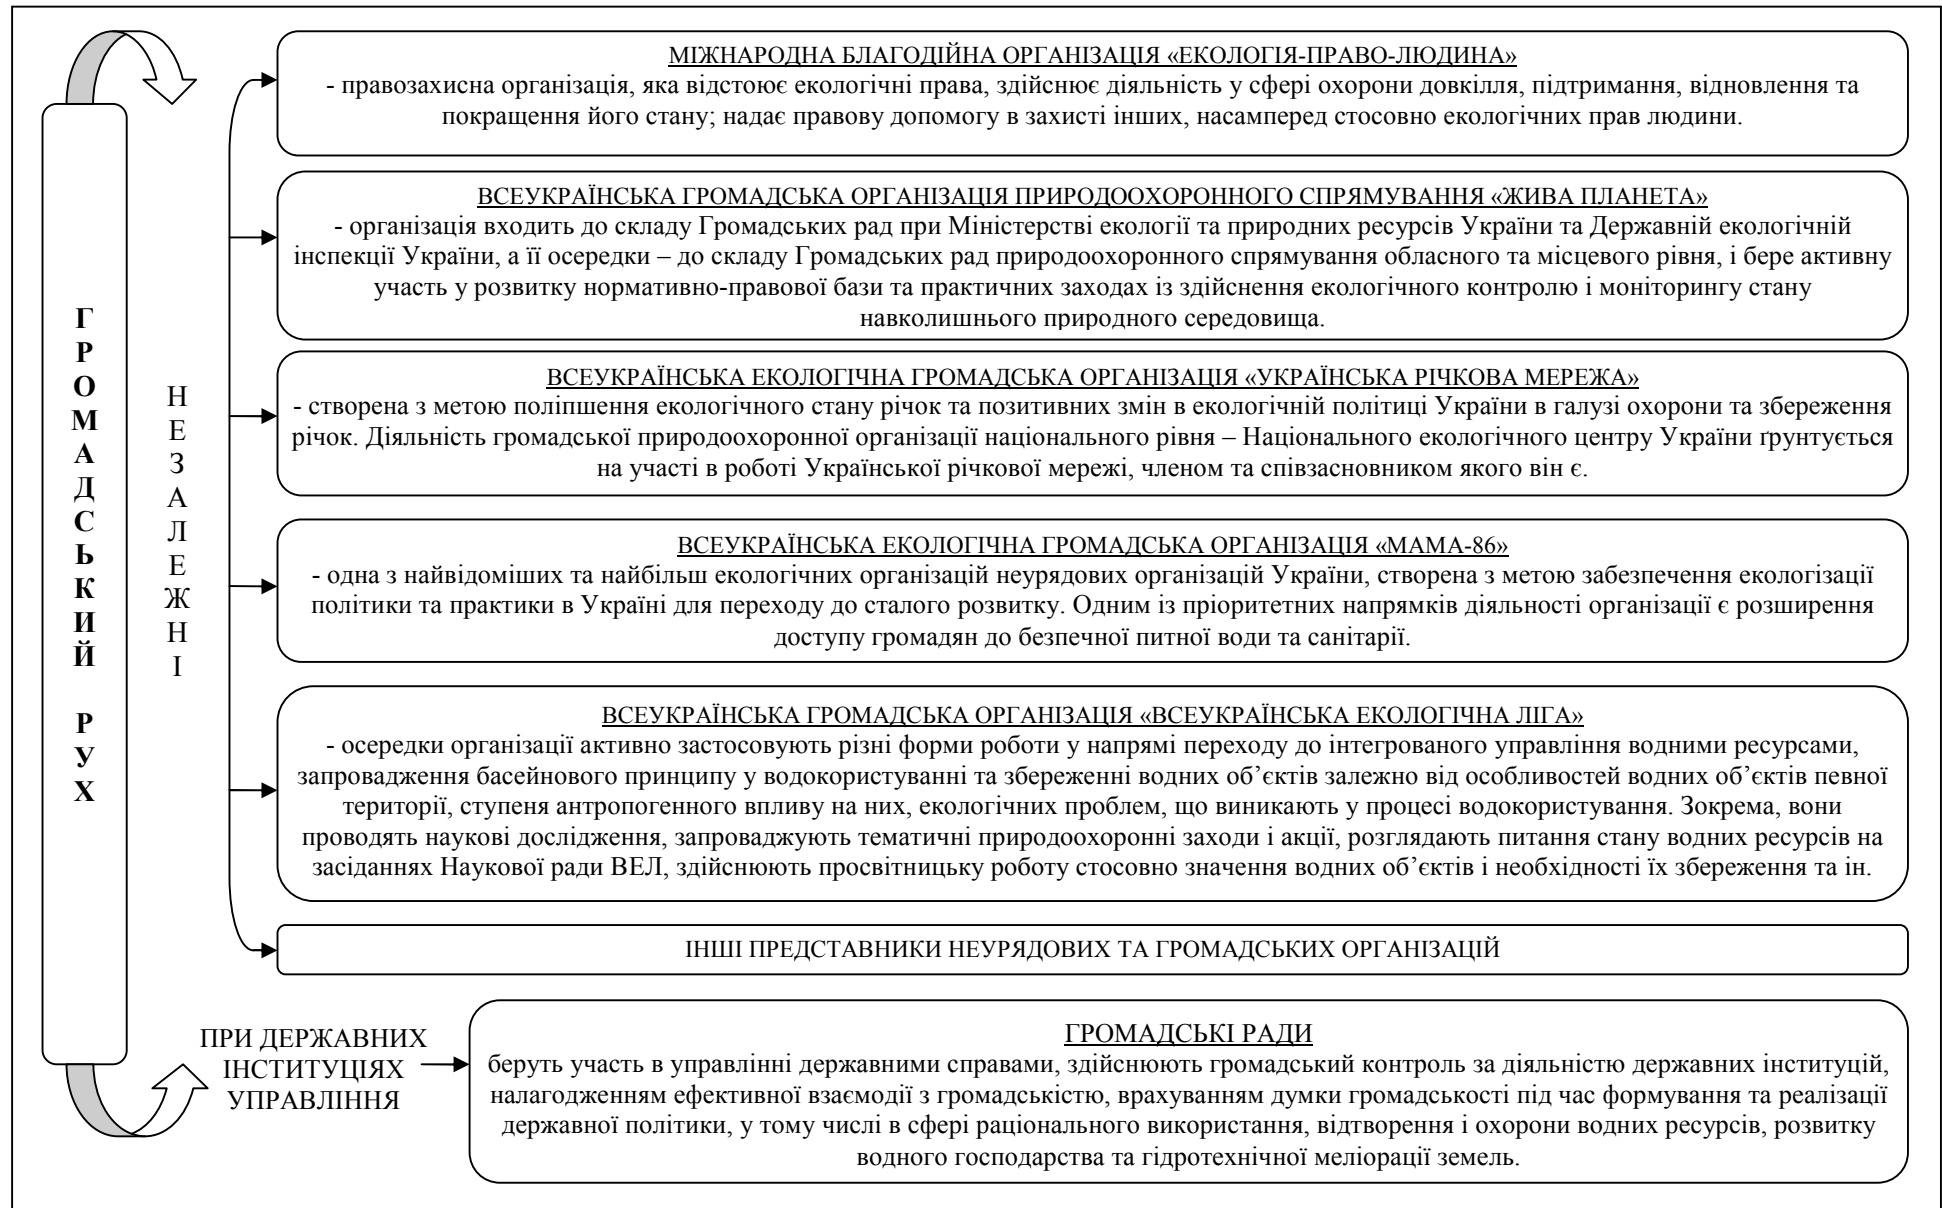 ГРОМАДСЬКИЙ РУХ
НЕЗАЛЕЖНІ
МІЖНАРОДНА БЛАГОДІЙНА ОРГАНІЗАЦІЯ «ЕКОЛОГІЯ-ПРАВО-ЛЮДИНА»
- правозахисна організація, яка відстоює екологічні права, здійснює діяльність у сфері охорони довкілля, підтримання, відновлення та
покращення його стану; надає правову допомогу в захисті інших, насамперед стосовно екологічних прав людини.
ВСЕУКРАЇНСЬКА ГРОМАДСЬКА ОРГАНІЗАЦІЯ ПРИРОДООХОРОННОГО СПРЯМУВАННЯ «ЖИВА ПЛАНЕТА»
- організація входить до складу Громадських рад при Міністерстві екології та природних ресурсів України та Державній екологічній
інспекції України, а її осередки – до складу Громадських рад природоохоронного спрямування обласного та місцевого рівня, і бере активну
участь у розвитку нормативно-правової бази та практичних заходах із здійснення екологічного контролю і моніторингу стану
навколишнього природного середовища.
ВСЕУКРАЇНСЬКА ЕКОЛОГІЧНА ГРОМАДСЬКА ОРГАНІЗАЦІЯ «УКРАЇНСЬКА РІЧКОВА МЕРЕЖА»
- створена з метою поліпшення екологічного стану річок та позитивних змін в екологічній політиці України в галузі охорони та збереження
річок. Діяльність громадської природоохоронної організації національного рівня – Національного екологічного центру України ґрунтується
на участі в роботі Української річкової мережі, членом та співзасновником якого він є.
ВСЕУКРАЇНСЬКА ЕКОЛОГІЧНА ГРОМАДСЬКА ОРГАНІЗАЦІЯ «МАМА-86»
- одна з найвідоміших та найбільш екологічних організацій неурядових організацій України, створена з метою забезпечення екологізації
політики та практики в Україні для переходу до сталого розвитку. Одним із пріоритетних напрямків діяльності організації є розширення
доступу громадян до безпечної питної води та санітарії.
ВСЕУКРАЇНСЬКА ГРОМАДСЬКА ОРГАНІЗАЦІЯ «ВСЕУКРАЇНСЬКА ЕКОЛОГІЧНА ЛІГА»
- осередки організації активно застосовують різні форми роботи у напрямі переходу до інтегрованого управління водними ресурсами,
запровадження басейнового принципу у водокористуванні та збереженні водних об’єктів залежно від особливостей водних об’єктів певної
території, ступеня антропогенного впливу на них, екологічних проблем, що виникають у процесі водокористування. Зокрема, вони
проводять наукові дослідження, запроваджують тематичні природоохоронні заходи і акції, розглядають питання стану водних ресурсів на
засіданнях Наукової ради ВЕЛ, здійснюють просвітницьку роботу стосовно значення водних об’єктів і необхідності їх збереження та ін.
ІНШІ ПРЕДСТАВНИКИ НЕУРЯДОВИХ ТА ГРОМАДСЬКИХ ОРГАНІЗАЦІЙ
ПРИ ДЕРЖАВНИХ
ІНСТИТУЦІЯХ
УПРАВЛІННЯ
ГРОМАДСЬКІ РАДИ
беруть участь в управлінні державними справами, здійснюють громадський контроль за діяльністю державних інституцій,
налагодженням ефективної взаємодії з громадськістю, врахуванням думки громадськості під час формування та реалізації
державної політики, у тому числі в сфері раціонального використання, відтворення і охорони водних ресурсів, розвитку
водного господарства та гідротехнічної меліорації земель.